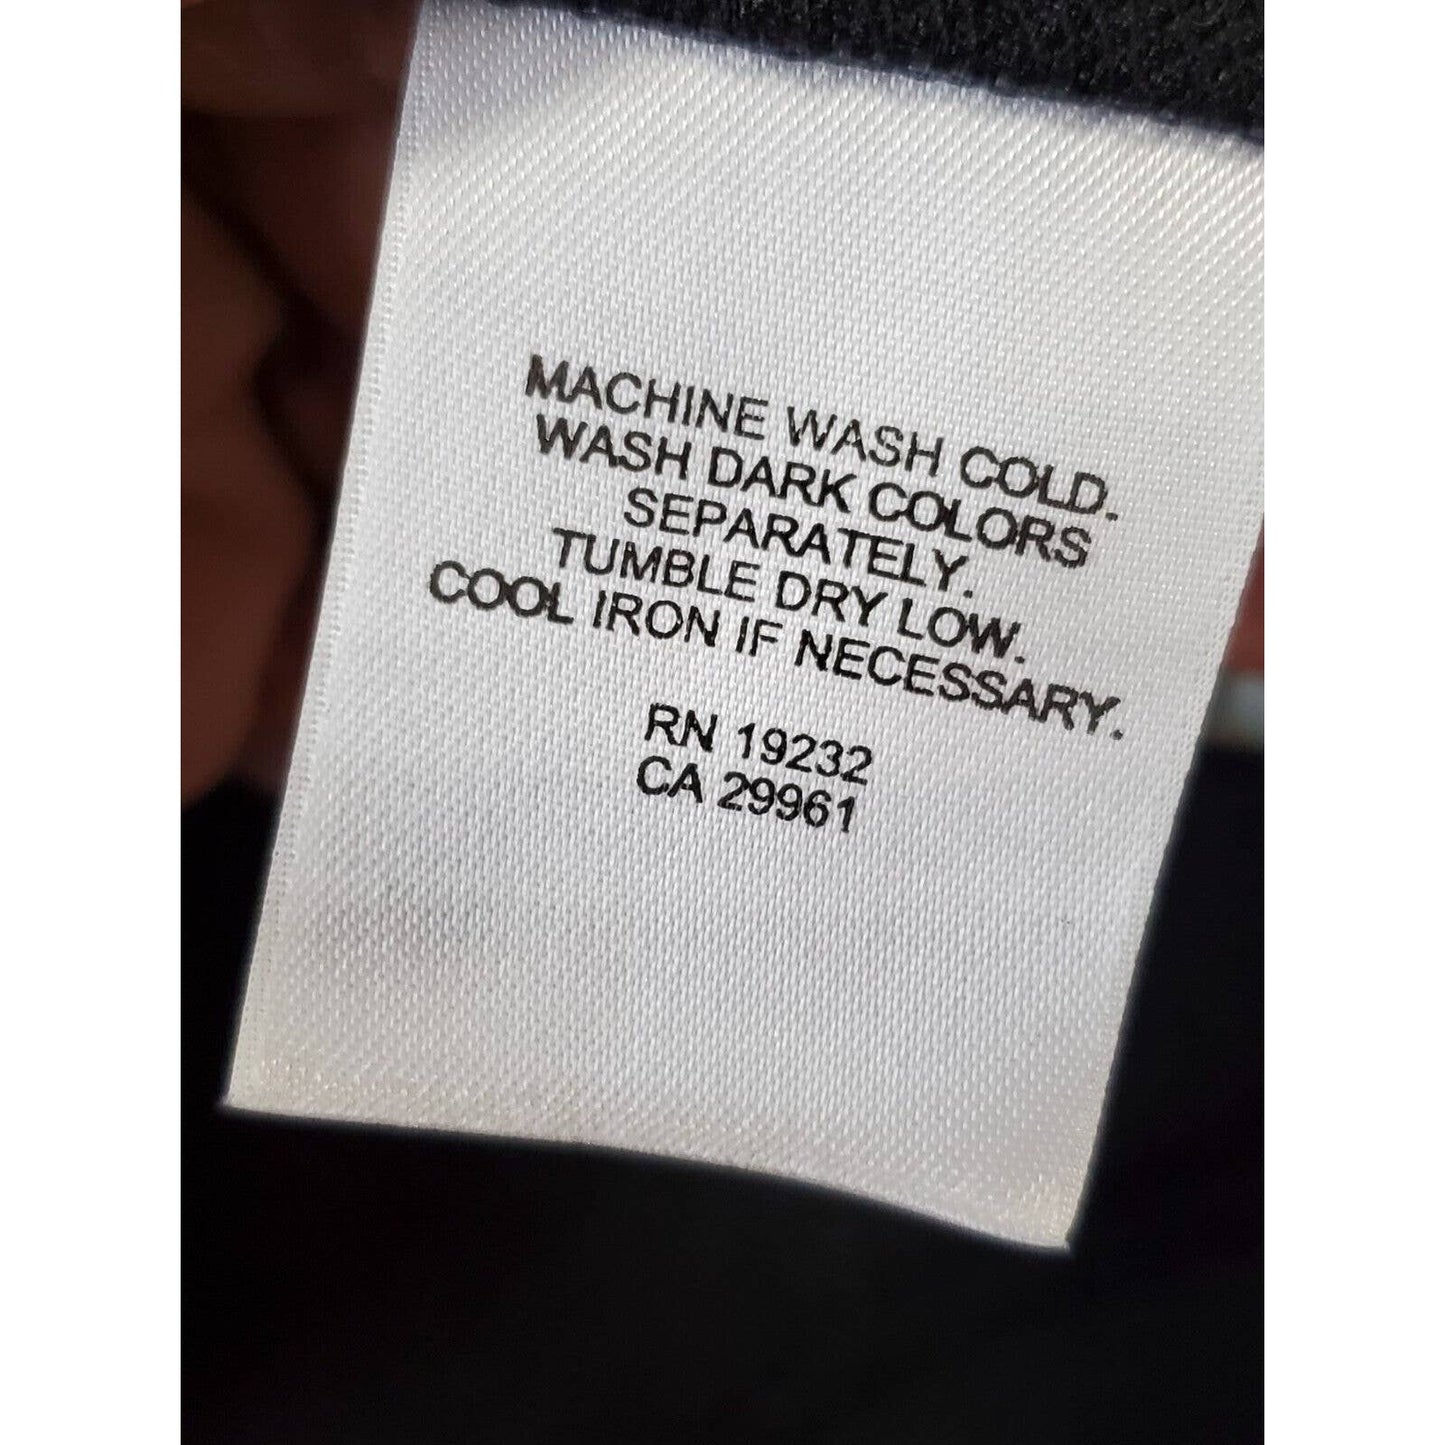 MACHINE WASH COLD.
WASH DARK COLORS
SEPARATELY.
TUMBLE DRY LOW.
COOL IRON IF NECESSARY.
RN 19232
CA 29961